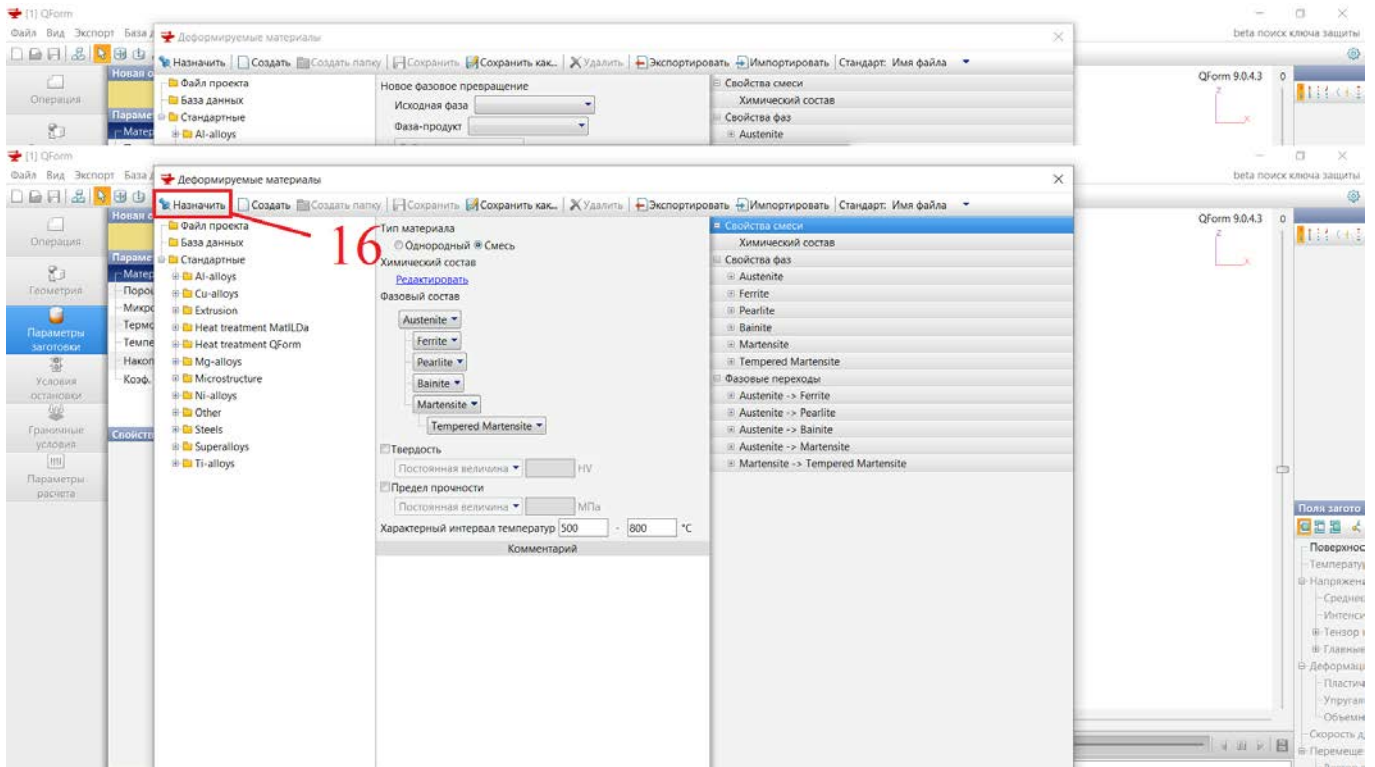 [1] QForm
Файл Вид Экспорт База
beta поиск ключа защиты
Деформируемые материалы
Назначить Создать Создать папку Сохранить Сохранить как... Удалить Экспортировать Импортировать Стандарт: Имя файла
QForm 9.0.4.3 0
Z
X
Операция
Новая
Файл проекта
База данных
Стандартные
Al-alloys
Новое фазовое превращение
Исходная фаза
Фаза-продукт
Свойства смеси
Химический состав
Свойства фаз
Austenite
[1] QForm
Файл Вид Экспорт База
beta поиск ключа защиты
Деформируемые материалы
Назначить Создать Создать папку Сохранить Сохранить как... Удалить Экспортировать Импортировать Стандарт: Имя файла
16
QForm 9.0.4.3 0
Z
X
Операция
Геометрия
Параметры
заготовки
Условия
остановки
Граничные
условия
Параметры
расчета
Новая
Коэф.
Файл проекта
База данных
Стандартные
Al-alloys
Cu-alloys
Extrusion
Heat treatment MatILDa
Heat treatment QForm
Mg-alloys
Microstructure
Ni-alloys
Other
Steels
Superalloys
Ti-alloys
Тип материала
Однородный Смесь
Химический состав
Редактировать
Фазовый состав
Austenite
Ferrite
Pearlite
Bainite
Martensite
Tempered Martensite
Твердость
Постоянная величина HV
Предел прочности
Постоянная величина МПа
Характерный интервал температур 500 - 800 °C
Комментарий
Свойства смеси
Химический состав
Свойства фаз
Austenite
Ferrite
Pearlite
Bainite
Martensite
Tempered Martensite
Фазовые переходы
Austenite -> Ferrite
Austenite -> Pearlite
Austenite -> Bainite
Austenite -> Martensite
Martensite -> Tempered Martensite
Поля загото
Поверхнос
Температу
Напряжени
Средне
Интенси
Тензор
Главные
Деформаци
Пластич
Упругая
Объемн
Скорость д
Перемеще